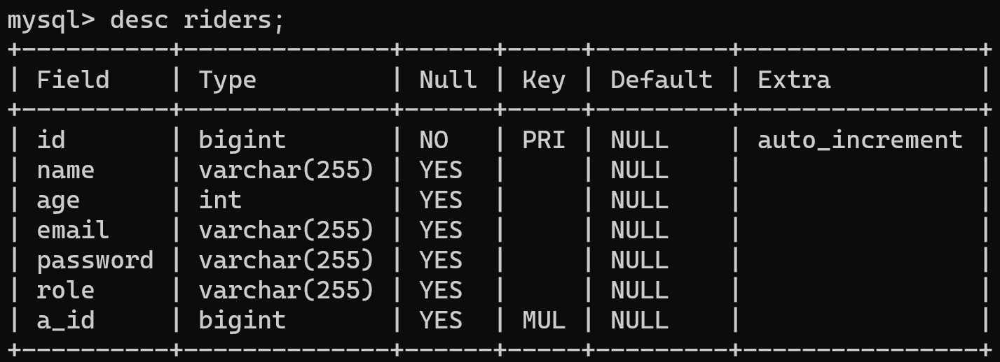 mysql> desc riders;
+----------+--------------+------+-----+---------+----------------+
| Field    | Type         | Null | Key | Default | Extra          |
+----------+--------------+------+-----+---------+----------------+
| id       | bigint       | NO   | PRI | NULL    | auto_increment |
| name     | varchar(255) | YES  |     | NULL    |                |
| age      | int          | YES  |     | NULL    |                |
| email    | varchar(255) | YES  |     | NULL    |                |
| password | varchar(255) | YES  |     | NULL    |                |
| role     | varchar(255) | YES  |     | NULL    |                |
| a_id     | bigint       | YES  | MUL | NULL    |                |
+----------+--------------+------+-----+---------+----------------+